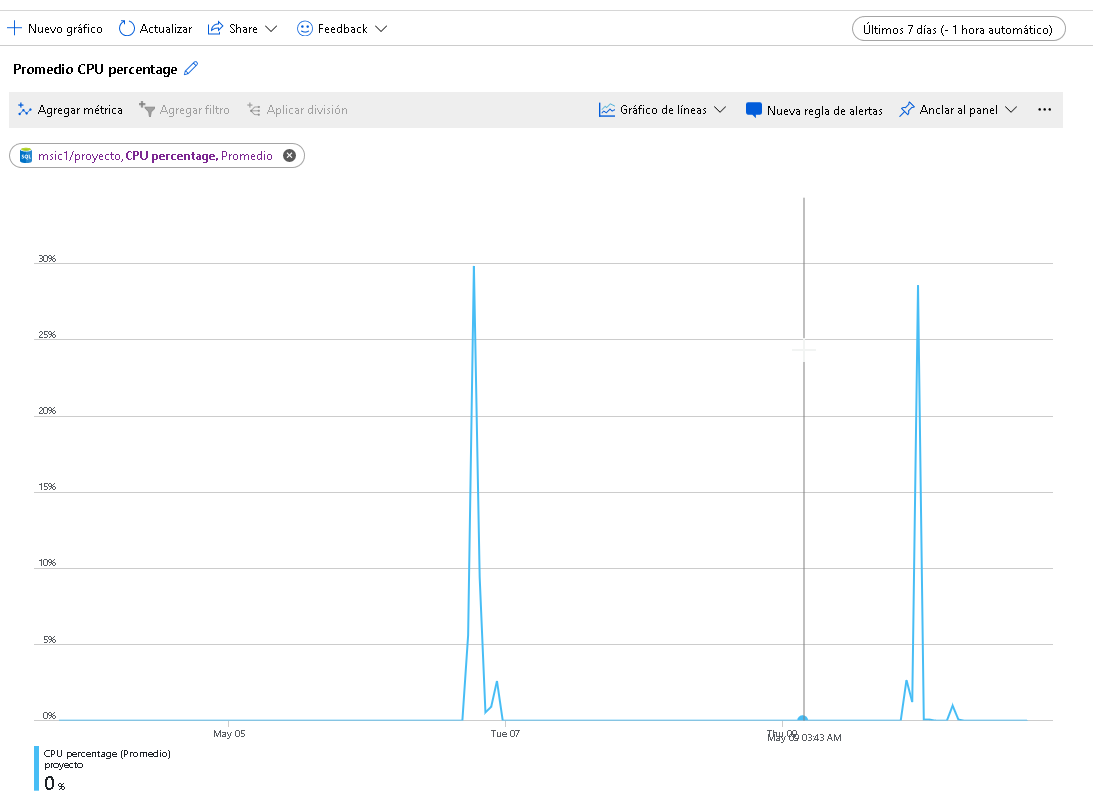 Nuevo gráfico Actualizar Share Feedback Últimos 7 días (- 1 hora automático)
Promedio CPU percentage
Agregar métrica Agregar filtro Aplicar división Gráfico de líneas Nueva regla de alertas Anclar al panel ...
SQL msic1/proyecto, CPU percentage, Promedio
30%
25%
20%
15%
10%
5%
0%
May 05 Tue 07 Thu 09
May 09 03:43 AM
CPU percentage (Promedio)
proyecto
0 %